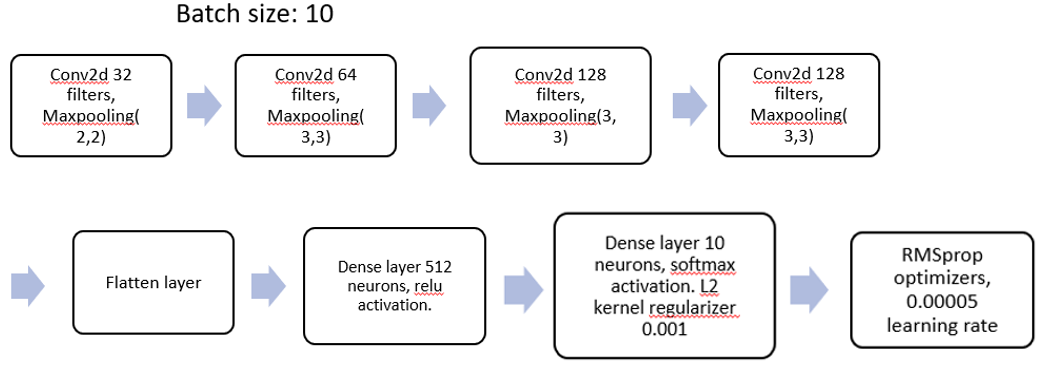 Batch size: 10
Conv2d 32
filters,
Maxpooling(
2,2)
Conv2d 64
filters,
Maxpooling(
3,3)
Conv2d 128
filters,
Maxpooling(3,
3)
Conv2d 128
filters,
Maxpooling(
3,3)
Flatten layer
Dense layer 512
neurons, relu
activation.
Dense layer 10
neurons, softmax
activation. L2
kernel regularizer
0.001
RMSprop
optimizers,
0.00005
learning rate